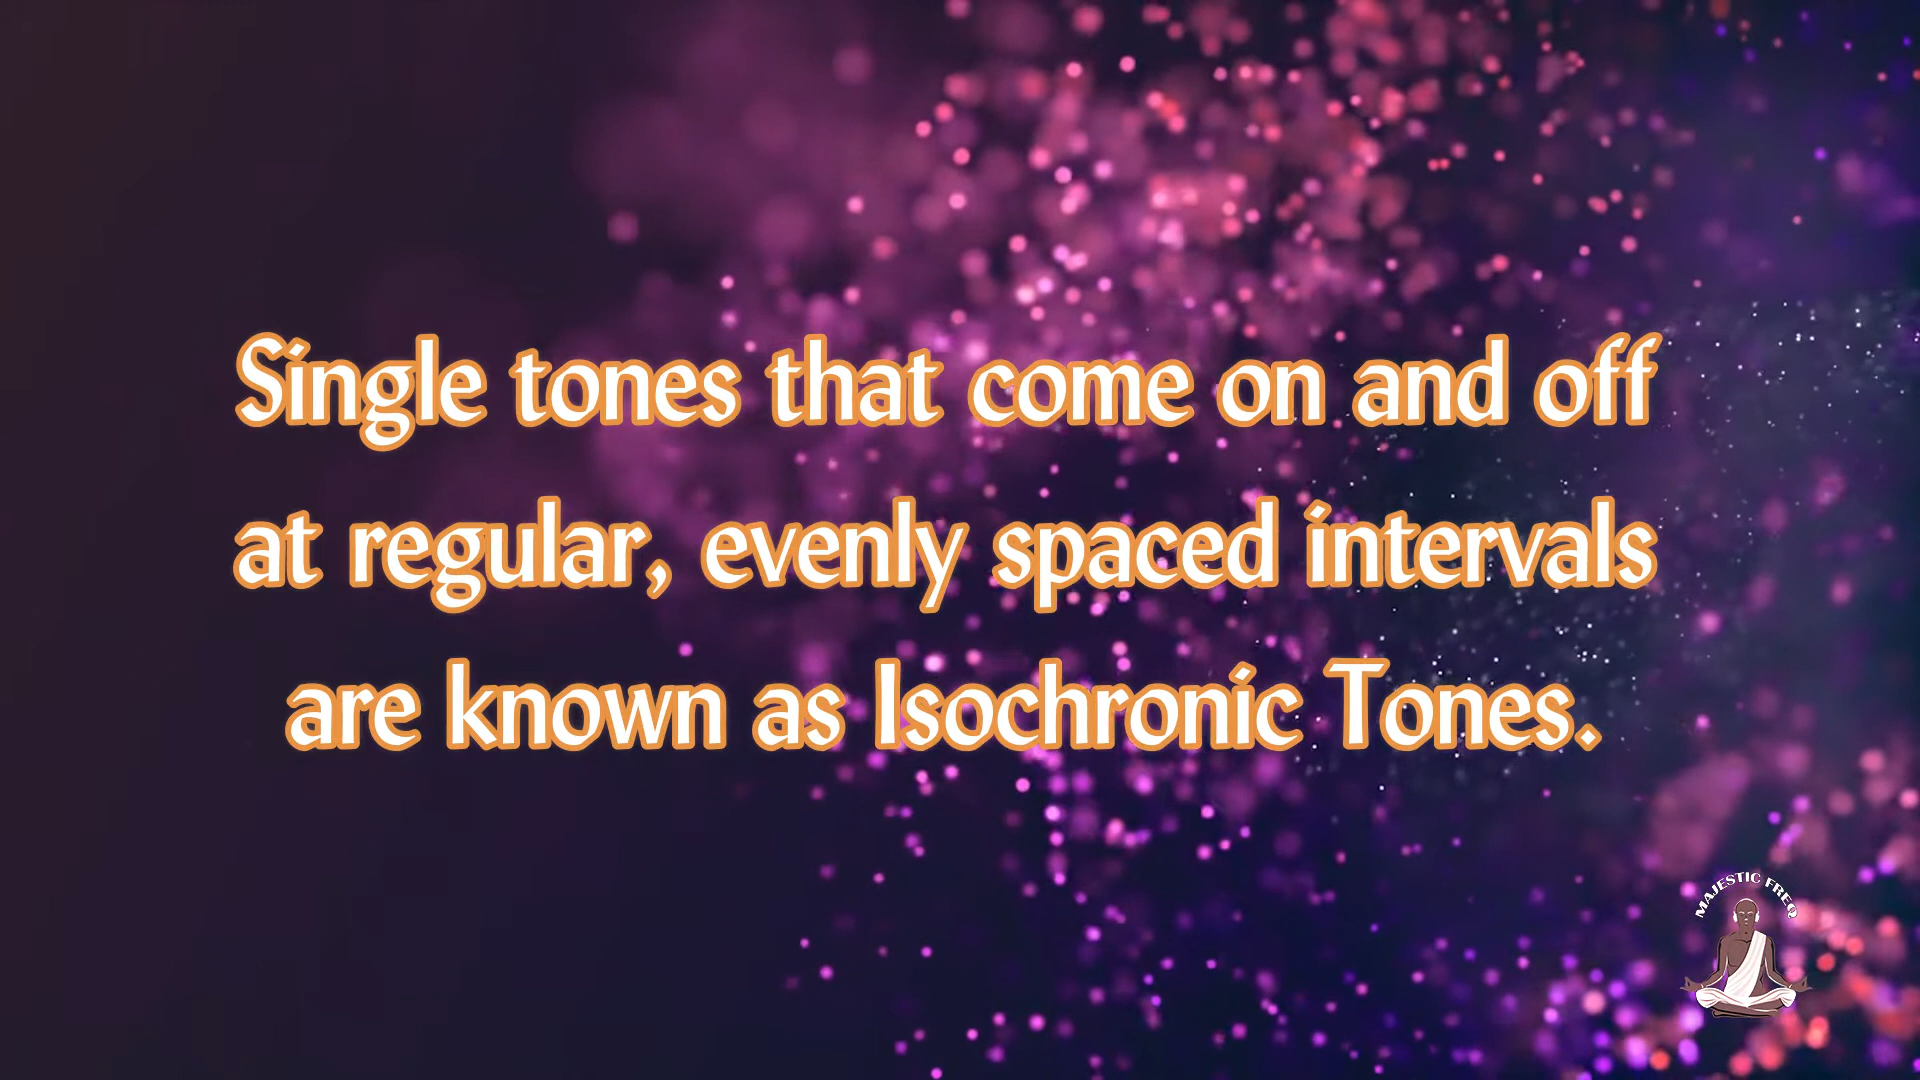 Single tones that come on and off
at regular, evenly spaced intervals
are known as Isochronic Tones.
MAJESTIC FREQ